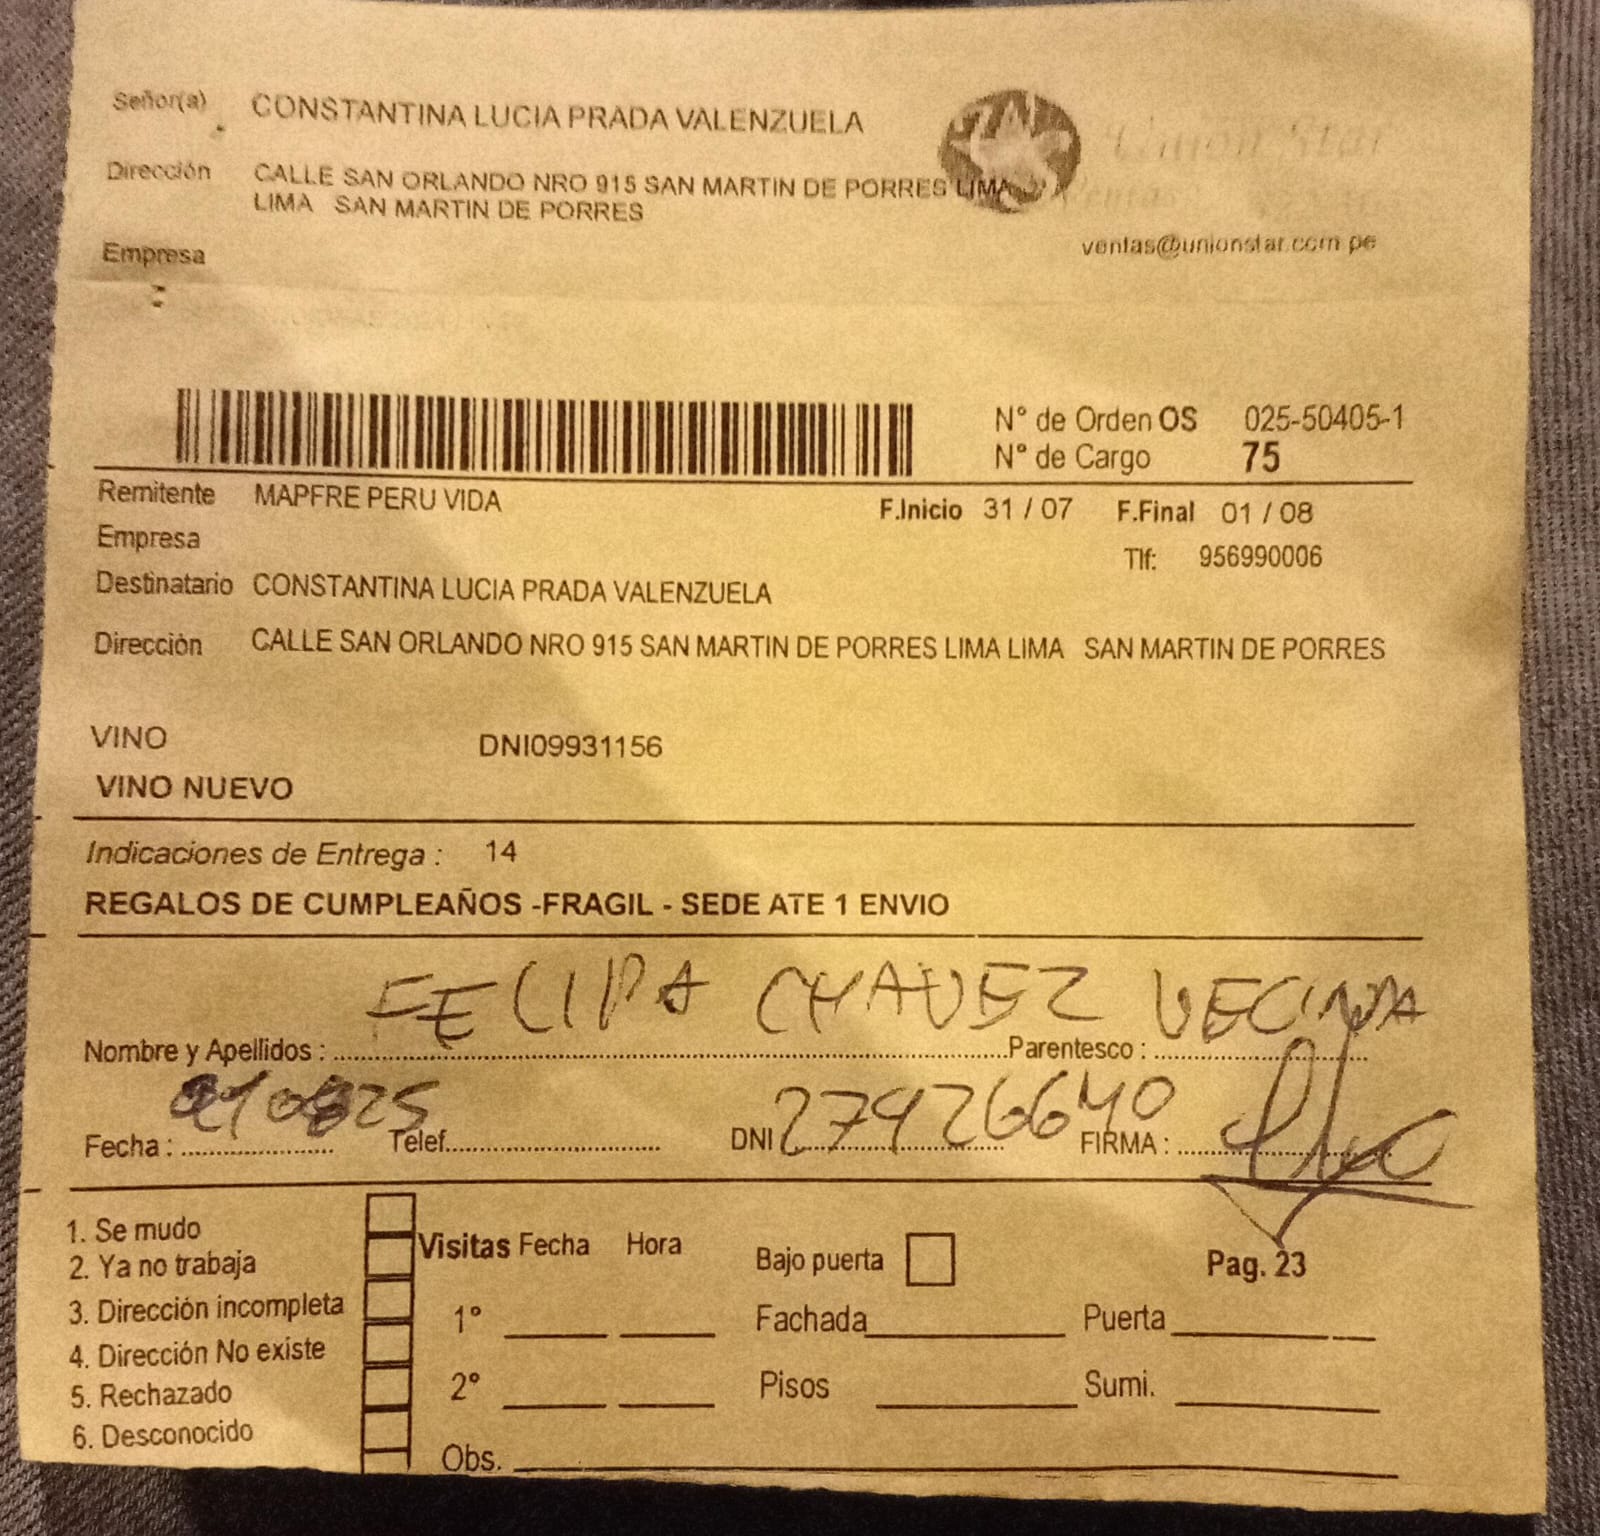 Señor(a) CONSTANTINA LUCIA PRADA VALENZUELA
Dirección CALLE SAN ORLANDO NRO 915 SAN MARTIN DE PORRES LIMA
LIMA SAN MARTIN DE PORRES
Union Star
ventas@unionstar.com.pe
Empresa :
N° de Orden OS 025-50405-1
N° de Cargo 75
Remitente MAPFRE PERU VIDA F.Inicio 31 / 07 F.Final 01 / 08
Empresa Tlf: 956990006
Destinatario CONSTANTINA LUCIA PRADA VALENZUELA
Dirección CALLE SAN ORLANDO NRO 915 SAN MARTIN DE PORRES LIMA LIMA SAN MARTIN DE PORRES
VINO DNI09931156
VINO NUEVO
Indicaciones de Entrega : 14
REGALOS DE CUMPLEAÑOS -FRAGIL - SEDE ATE 1 ENVIO
Nombre y Apellidos : FELIPA CHAVEZ Parentesco : VECINA
Fecha : Telef. DNI 27926640 FIRMA :
1. Se mudo
2. Ya no trabaja
3. Dirección incompleta
4. Dirección No existe
5. Rechazado
6. Desconocido
Visitas Fecha Hora
1°
2°
Obs.
Bajo puerta
Fachada Puerta
Pisos Sumi.
Pag. 23